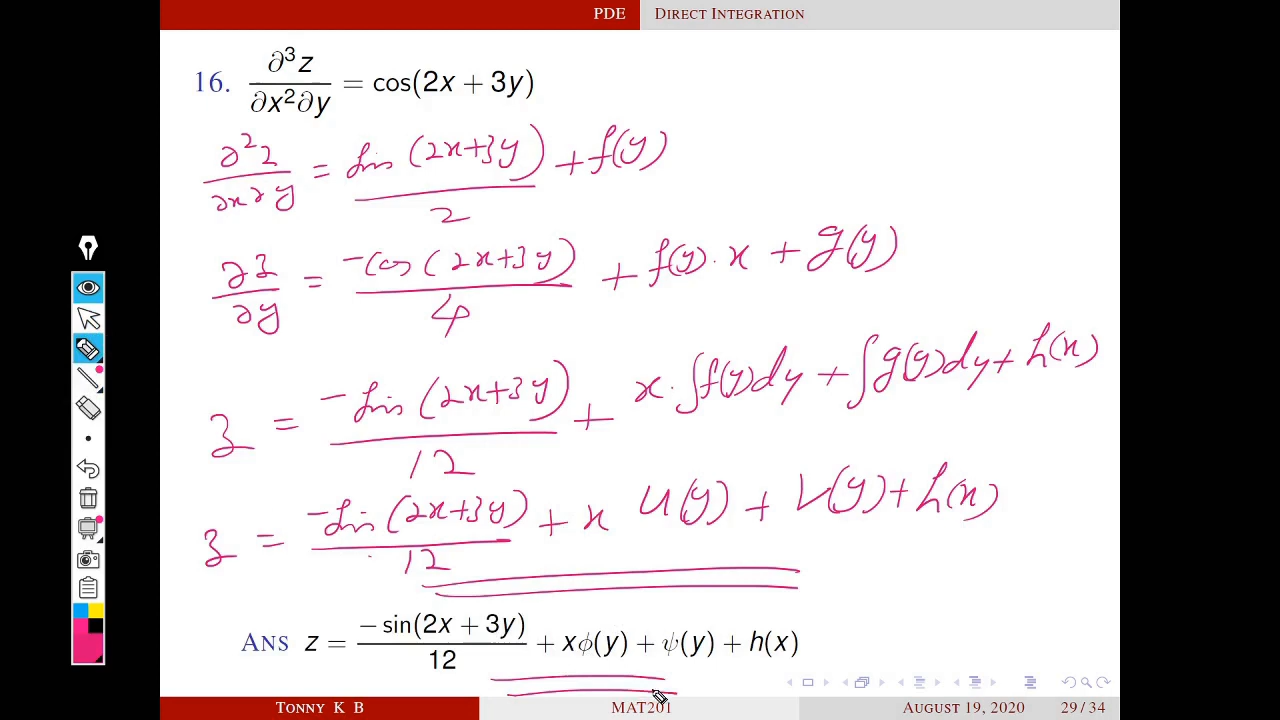 PDE DIRECT INTEGRATION
16. ∂³z/∂x²∂y = cos(2x + 3y)
∂²z/∂x∂y = sin(2x+3y)/2 + f(y)
∂z/∂y = -cos(2x+3y)/4 + f(y).x + g(y)
z = -sin(2x+3y)/12 + x.∫f(y)dy + ∫g(y)dy + h(x)
z = -sin(2x+3y)/12 + x u(y) + v(y) + h(x)
ANS z = −sin(2x + 3y)/12 + xϕ(y) + ψ(y) + h(x)
TONNY K B MAT201 AUGUST 19, 2020 29 / 34